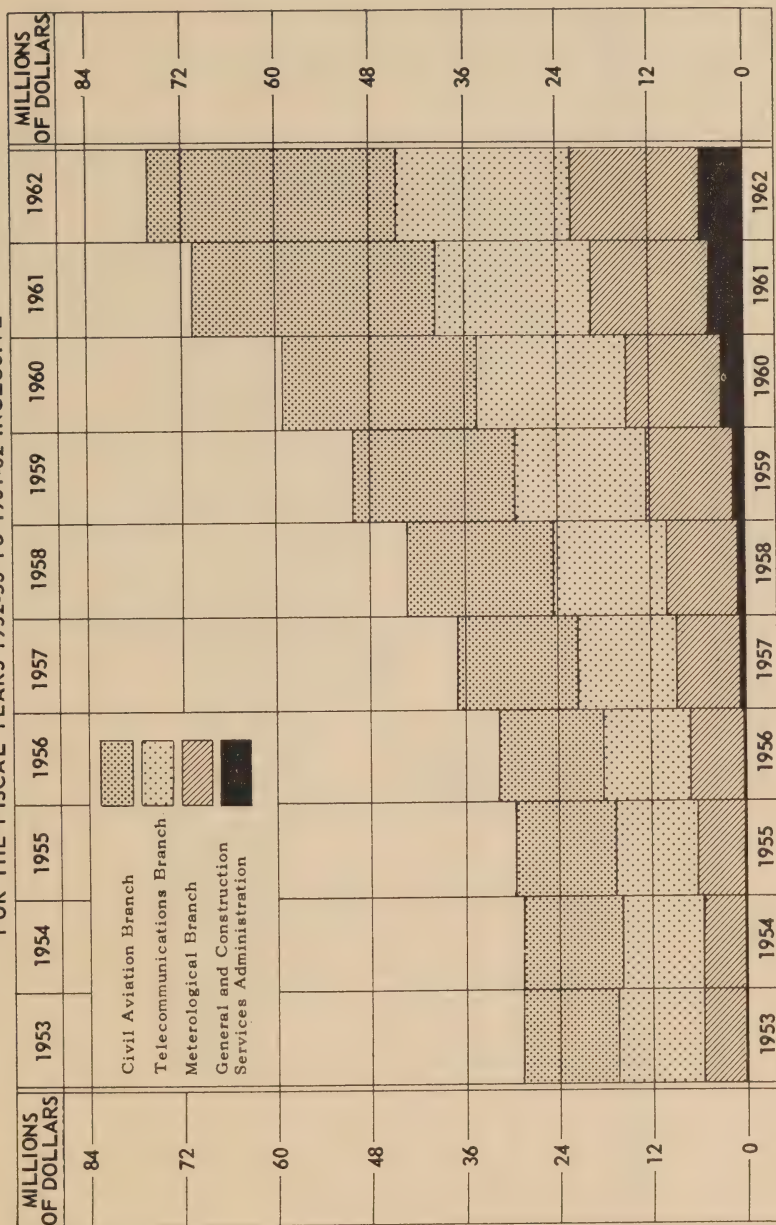 FOR THE FISCAL YEARS 1952-53 TO 1961-62 INCLUSIVE
MILLIONS
OF DOLLARS
1953 1954 1955 1956 1957 1958 1959 1960 1961 1962
MILLIONS
OF DOLLARS
84 84
72 72
60 60
48 48
36 36
24 24
12 12
0 0
Civil Aviation Branch
Telecommunications Branch
Meterological Branch
General and Construction
Services Administration
1953 1954 1955 1956 1957 1958 1959 1960 1961 1962